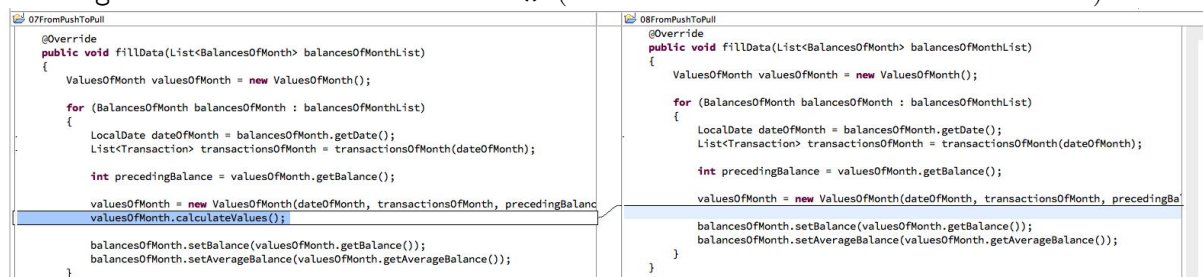 07FromPushToPull
@Override
public void fillData(List<BalancesOfMonth> balancesOfMonthList)
{
ValuesOfMonth valuesOfMonth = new ValuesOfMonth();
for (BalancesOfMonth balancesOfMonth : balancesOfMonthList)
{
LocalDate dateOfMonth = balancesOfMonth.getDate();
List<Transaction> transactionsOfMonth = transactionsOfMonth(dateOfMonth);
int precedingBalance = valuesOfMonth.getBalance();
valuesOfMonth = new ValuesOfMonth(dateOfMonth, transactionsOfMonth, precedingBalanc
valuesOfMonth.calculateValues();
balancesOfMonth.setBalance(valuesOfMonth.getBalance());
balancesOfMonth.setAverageBalance(valuesOfMonth.getAverageBalance());
}
08FromPushToPull
@Override
public void fillData(List<BalancesOfMonth> balancesOfMonthList)
{
ValuesOfMonth valuesOfMonth = new ValuesOfMonth();
for (BalancesOfMonth balancesOfMonth : balancesOfMonthList)
{
LocalDate dateOfMonth = balancesOfMonth.getDate();
List<Transaction> transactionsOfMonth = transactionsOfMonth(dateOfMonth);
int precedingBalance = valuesOfMonth.getBalance();
valuesOfMonth = new ValuesOfMonth(dateOfMonth, transactionsOfMonth, precedingBa
balancesOfMonth.setBalance(valuesOfMonth.getBalance());
balancesOfMonth.setAverageBalance(valuesOfMonth.getAverageBalance());
}
}